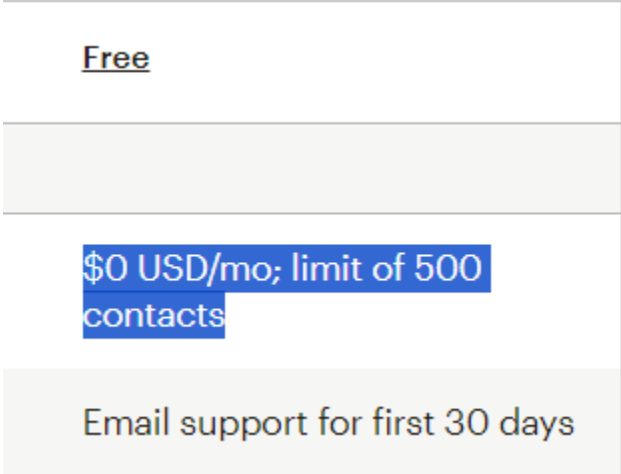 Free
$0 USD/mo; limit of 500
contacts
Email support for first 30 days